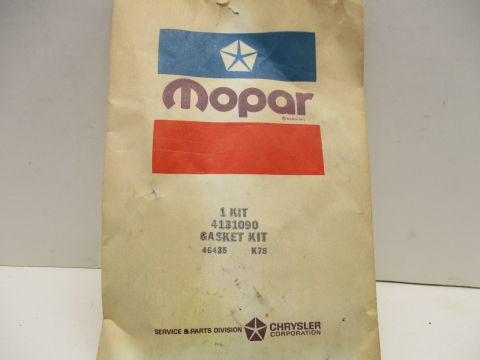 Mopar
1 KIT
4131090
GASKET KIT
46435 K78
SERVICE & PARTS DIVISION CHRYSLER
CORPORATION